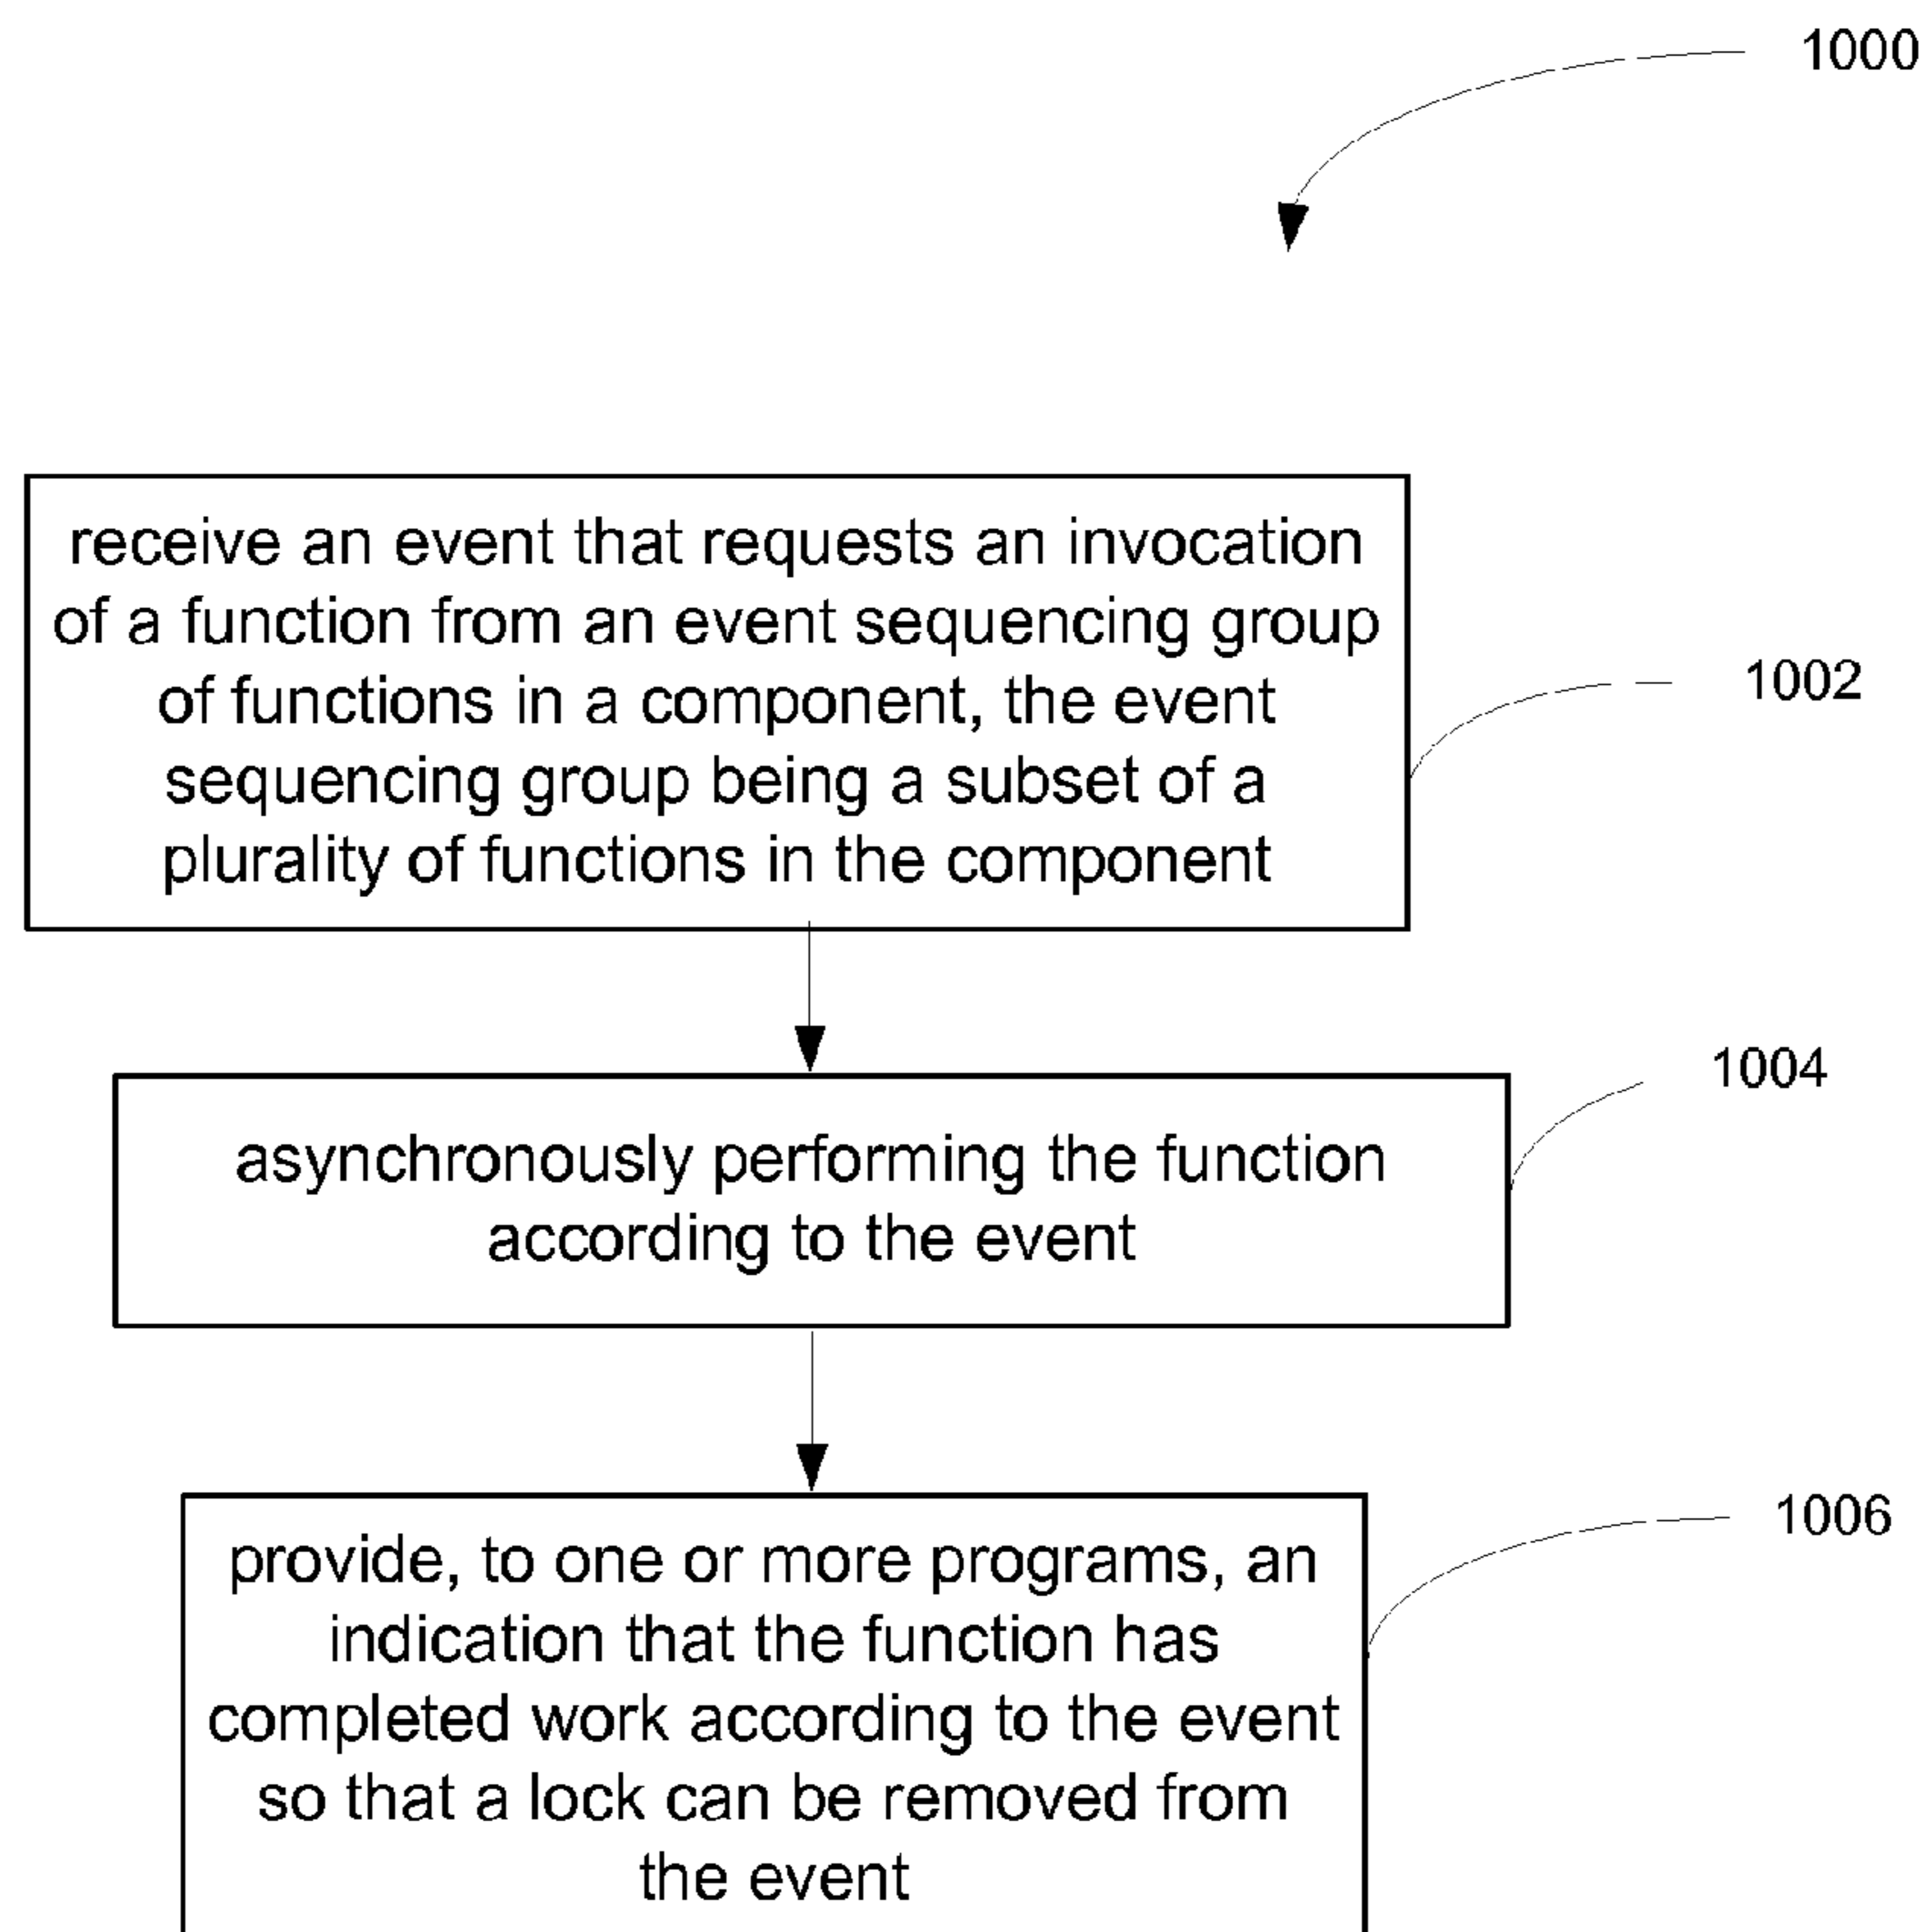 1000
receive an event that requests an invocation
of a function from an event sequencing group
of functions in a component, the event
sequencing group being a subset of a
plurality of functions in the component
1002
1004
asynchronously performing the function
according to the event
1006
provide, to one or more programs, an
indication that the function has
completed work according to the event
so that a lock can be removed from
the event